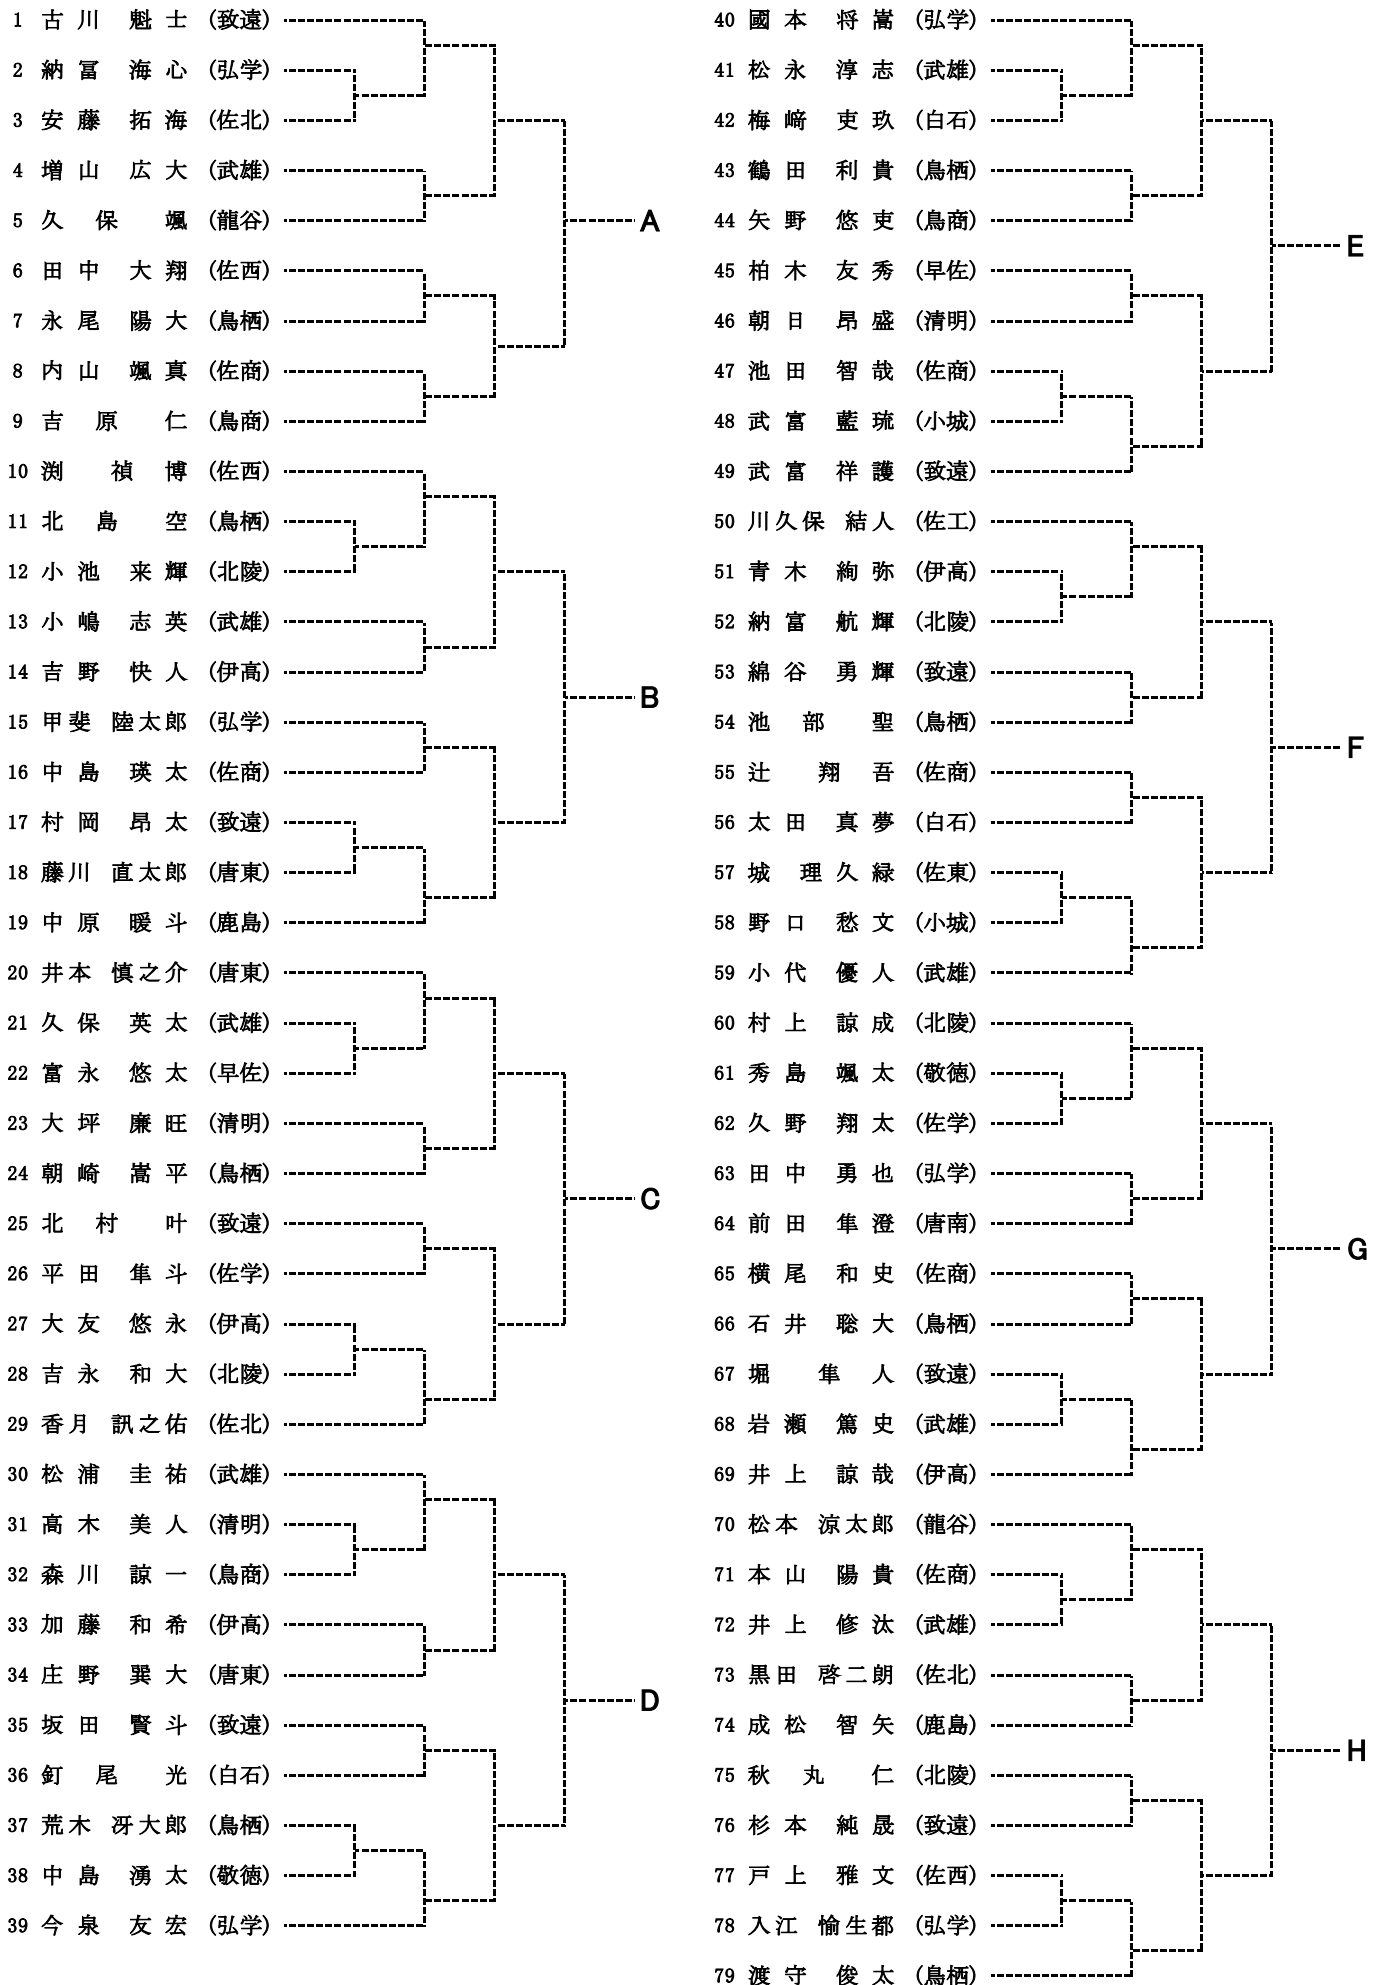 1 古川 魁士 (致遠)
2 納冨 海心 (弘学)
3 安藤 拓海 (佐北)
4 増山 広大 (武雄)
5 久保 颯 (龍谷)
A
6 田中 大翔 (佐西)
7 永尾 陽大 (鳥栖)
8 内山 颯真 (佐商)
9 吉原 仁 (鳥商)
10 渕 禎博 (佐西)
11 北島 空 (鳥栖)
12 小池 来輝 (北陵)
13 小嶋 志英 (武雄)
14 吉野 快人 (伊高)
B
15 甲斐 陸太郎 (弘学)
16 中島 瑛太 (佐商)
17 村岡 昂太 (致遠)
18 藤川 直太郎 (唐東)
19 中原 暖斗 (鹿島)
20 井本 慎之介 (唐東)
21 久保 英太 (武雄)
22 富永 悠太 (早佐)
23 大坪 廉旺 (清明)
24 朝崎 嵩平 (鳥栖)
C
25 北村 叶 (致遠)
26 平田 隼斗 (佐学)
27 大友 悠永 (伊高)
28 吉永 和大 (北陵)
29 香月 訊之佑 (佐北)
30 松浦 圭祐 (武雄)
31 高木 美人 (清明)
32 森川 諒一 (鳥商)
33 加藤 和希 (伊高)
34 庄野 巽大 (唐東)
D
35 坂田 賢斗 (致遠)
36 釘尾 光 (白石)
37 荒木 冴大郎 (鳥栖)
38 中島 湧太 (敬徳)
39 今泉 友宏 (弘学)
40 國本 将嵩 (弘学)
41 松永 淳志 (武雄)
42 梅﨑 吏玖 (白石)
43 鶴田 利貴 (鳥栖)
44 矢野 悠吏 (鳥商)
E
45 柏木 友秀 (早佐)
46 朝日 昂盛 (清明)
47 池田 智哉 (佐商)
48 武富 藍琉 (小城)
49 武富 祥護 (致遠)
50 川久保 結人 (佐工)
51 青木 絢弥 (伊高)
52 納富 航輝 (北陵)
53 綿谷 勇輝 (致遠)
54 池部 聖 (鳥栖)
F
55 辻 翔吾 (佐商)
56 太田 真夢 (白石)
57 城 理久緑 (佐東)
58 野口 愁文 (小城)
59 小代 優人 (武雄)
60 村上 諒成 (北陵)
61 秀島 颯太 (敬徳)
62 久野 翔太 (佐学)
63 田中 勇也 (弘学)
64 前田 隼澄 (唐南)
G
65 横尾 和史 (佐商)
66 石井 聡大 (鳥栖)
67 堀 隼人 (致遠)
68 岩瀬 篤史 (武雄)
69 井上 諒哉 (伊高)
70 松本 涼太郎 (龍谷)
71 本山 陽貴 (佐商)
72 井上 修汰 (武雄)
73 黒田 啓二朗 (佐北)
74 成松 智矢 (鹿島)
H
75 秋丸 仁 (北陵)
76 杉本 純晟 (致遠)
77 戸上 雅文 (佐西)
78 入江 愉生都 (弘学)
79 渡守 俊太 (鳥栖)